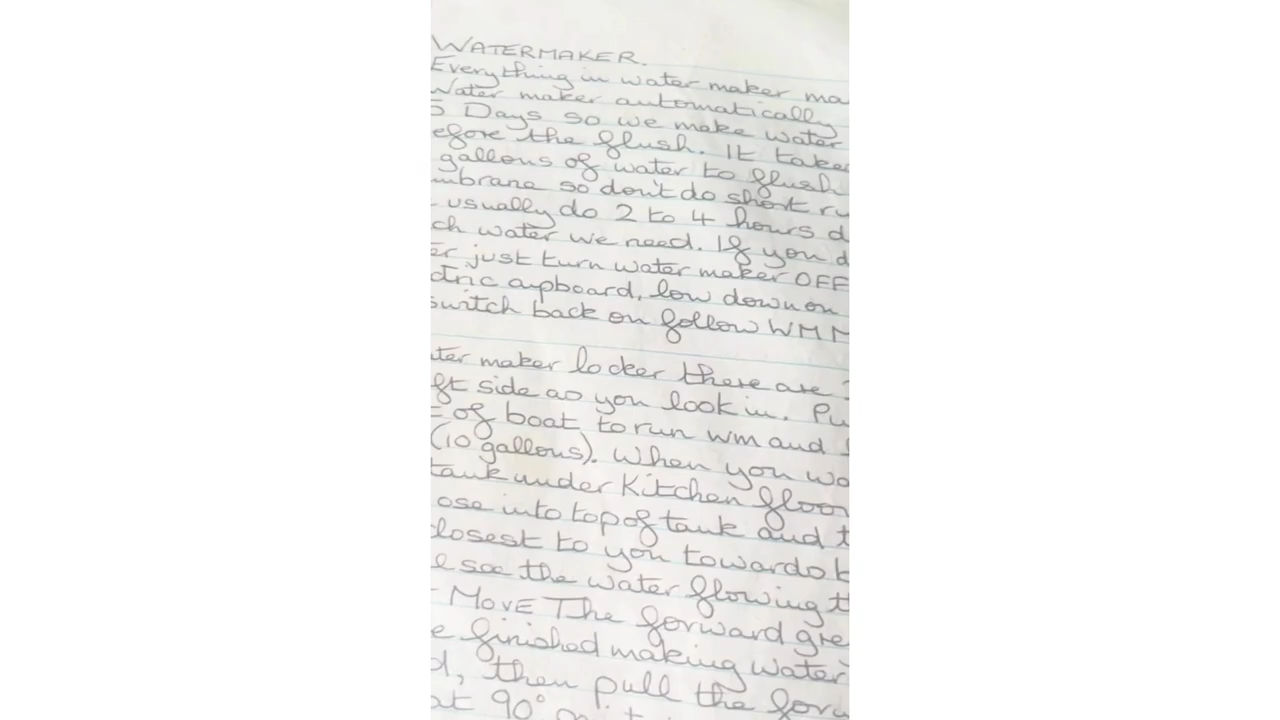 WATERMAKER.
Everything in water maker ma
Water maker automatically
5 Days so we make water
efore the flush. It take
gallons of water to flush
mbrane so don't do short ru
usually do 2 to 4 hours d
ch water we need. If you d
er just turn water maker OFF
ctric cupboard, low down on
switch back on follow WM M
ter maker locker there are
ft side as you look in. Pu
of boat to run wm and
(10 gallons). When you wa
tank under Kitchen floor
ose into top of tank and t
losest to you towards b
e see the water flowing th
- MOVE The forward gre
e finished making water
d, then pull the forw
at 90° on